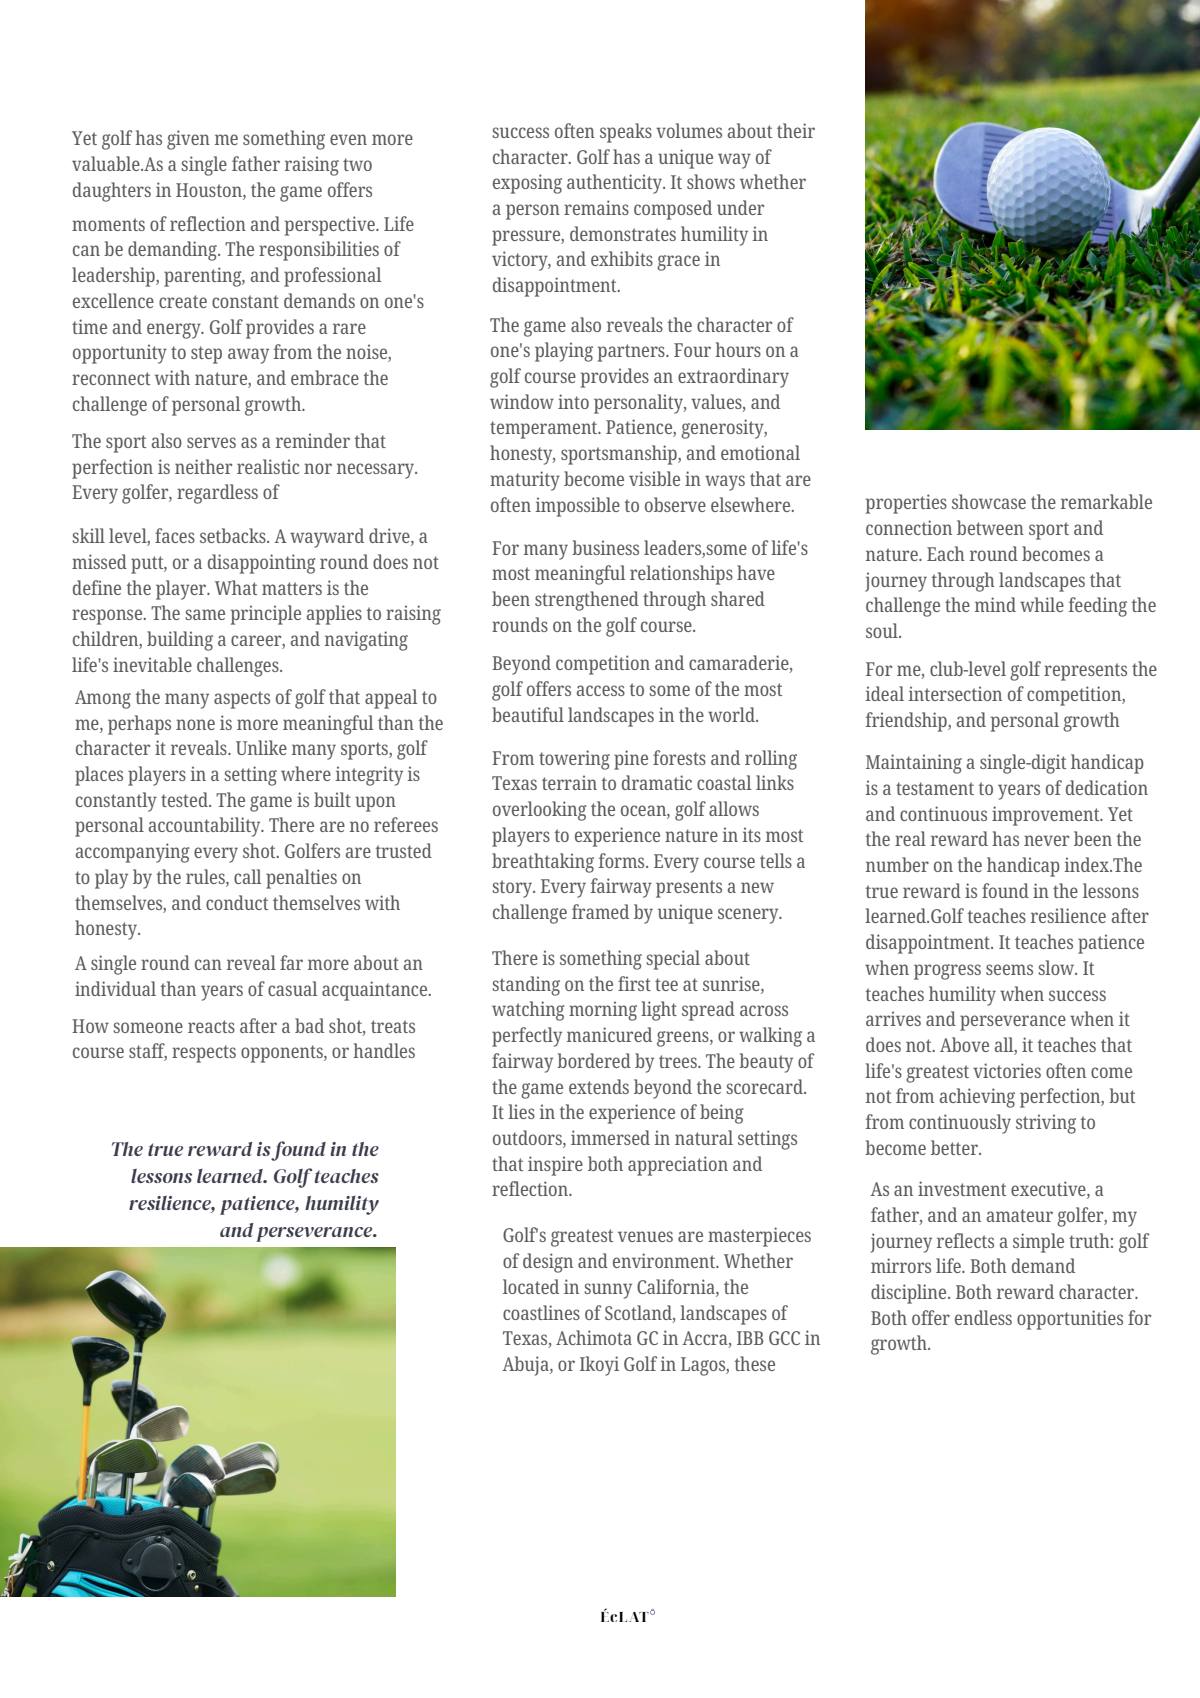 Yet golf has given me something even more
valuable.As a single father raising two
daughters in Houston, the game offers
moments of reflection and perspective. Life
can be demanding. The responsibilities of
leadership, parenting, and professional
excellence create constant demands on one's
time and energy. Golf provides a rare
opportunity to step away from the noise,
reconnect with nature, and embrace the
challenge of personal growth.
The sport also serves as a reminder that
perfection is neither realistic nor necessary.
Every golfer, regardless of
skill level, faces setbacks. A wayward drive, a
missed putt, or a disappointing round does not
define the player. What matters is the
response. The same principle applies to raising
children, building a career, and navigating
life's inevitable challenges.
Among the many aspects of golf that appeal to
me, perhaps none is more meaningful than the
character it reveals. Unlike many sports, golf
places players in a setting where integrity is
constantly tested. The game is built upon
personal accountability. There are no referees
accompanying every shot. Golfers are trusted
to play by the rules, call penalties on
themselves, and conduct themselves with
honesty.
A single round can reveal far more about an
individual than years of casual acquaintance.
How someone reacts after a bad shot, treats
course staff, respects opponents, or handles
The true reward is found in the
lessons learned. Golf teaches
resilience, patience, humility
and perseverance.
success often speaks volumes about their
character. Golf has a unique way of
exposing authenticity. It shows whether
a person remains composed under
pressure, demonstrates humility in
victory, and exhibits grace in
disappointment.
The game also reveals the character of
one's playing partners. Four hours on a
golf course provides an extraordinary
window into personality, values, and
temperament. Patience, generosity,
honesty, sportsmanship, and emotional
maturity become visible in ways that are
often impossible to observe elsewhere.
For many business leaders,some of life's
most meaningful relationships have
been strengthened through shared
rounds on the golf course.
Beyond competition and camaraderie,
golf offers access to some of the most
beautiful landscapes in the world.
From towering pine forests and rolling
Texas terrain to dramatic coastal links
overlooking the ocean, golf allows
players to experience nature in its most
breathtaking forms. Every course tells a
story. Every fairway presents a new
challenge framed by unique scenery.
There is something special about
standing on the first tee at sunrise,
watching morning light spread across
perfectly manicured greens, or walking a
fairway bordered by trees. The beauty of
the game extends beyond the scorecard.
It lies in the experience of being
outdoors, immersed in natural settings
that inspire both appreciation and
reflection.
Golf's greatest venues are masterpieces
of design and environment. Whether
located in sunny California, the
coastlines of Scotland, landscapes of
Texas, Achimota GC in Accra, IBB GCC in
Abuja, or Ikoyi Golf in Lagos, these
properties showcase the remarkable
connection between sport and
nature. Each round becomes a
journey through landscapes that
challenge the mind while feeding the
soul.
For me, club-level golf represents the
ideal intersection of competition,
friendship, and personal growth
Maintaining a single-digit handicap
is a testament to years of dedication
and continuous improvement. Yet
the real reward has never been the
number on the handicap index.The
true reward is found in the lessons
learned.Golf teaches resilience after
disappointment. It teaches patience
when progress seems slow. It
teaches humility when success
arrives and perseverance when it
does not. Above all, it teaches that
life's greatest victories often come
not from achieving perfection, but
from continuously striving to
become better.
As an investment executive, a
father, and an amateur golfer, my
journey reflects a simple truth: golf
mirrors life. Both demand
discipline. Both reward character.
Both offer endless opportunities for
growth.
ÉcLAT